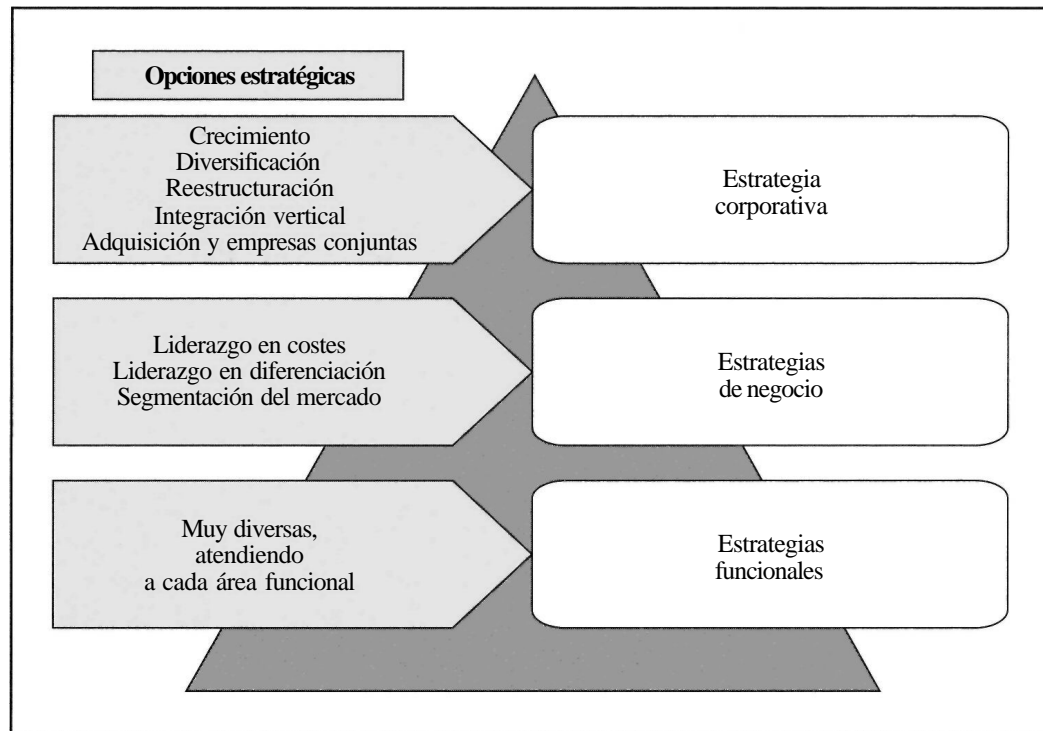 Opciones estratégicas
Crecimiento
Diversificación
Reestructuración
Integración vertical
Adquisición y empresas conjuntas
Estrategia
corporativa
Liderazgo en costes
Liderazgo en diferenciación
Segmentación del mercado
Estrategias
de negocio
Muy diversas,
atendiendo
a cada área funcional
Estrategias
funcionales